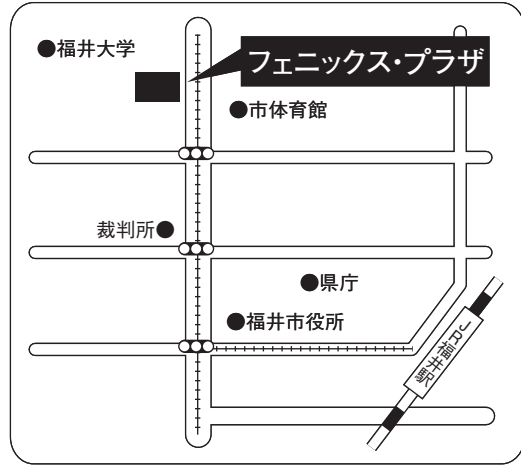 福井大学
フェニックス・プラザ
市体育館
裁判所
県庁
福井市役所
JR福井駅